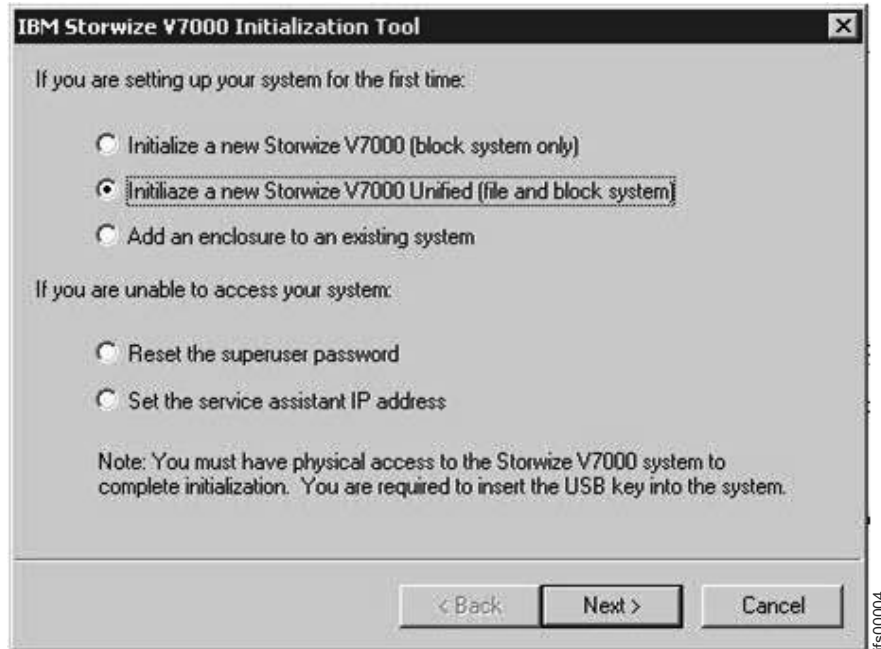 IBM Storwize V7000 Initialization Tool
If you are setting up your system for the first time:
Initialize a new Storwize V7000 (block system only)
Initiliaze a new Storwize V7000 Unified (file and block system)
Add an enclosure to an existing system
If you are unable to access your system:
Reset the superuser password
Set the service assistant IP address
Note: You must have physical access to the Storwize V7000 system to
complete initialization. You are required to insert the USB key into the system.
< Back
Next >
Cancel
ifs00004